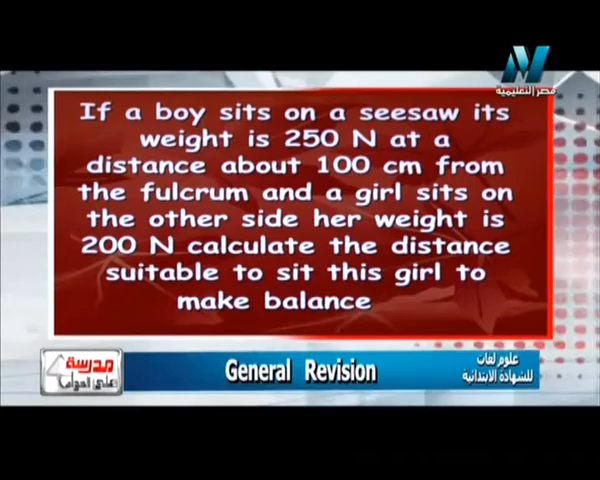 مصر التعليمية
If a boy sits on a seesaw its
weight is 250 N at a
distance about 100 cm from
the fulcrum and a girl sits on
the other side her weight is
200 N calculate the distance
suitable to sit this girl to
make balance
مدرسة
على الهواء
General Revision
علوم لغات
للشهادة الابتدائية